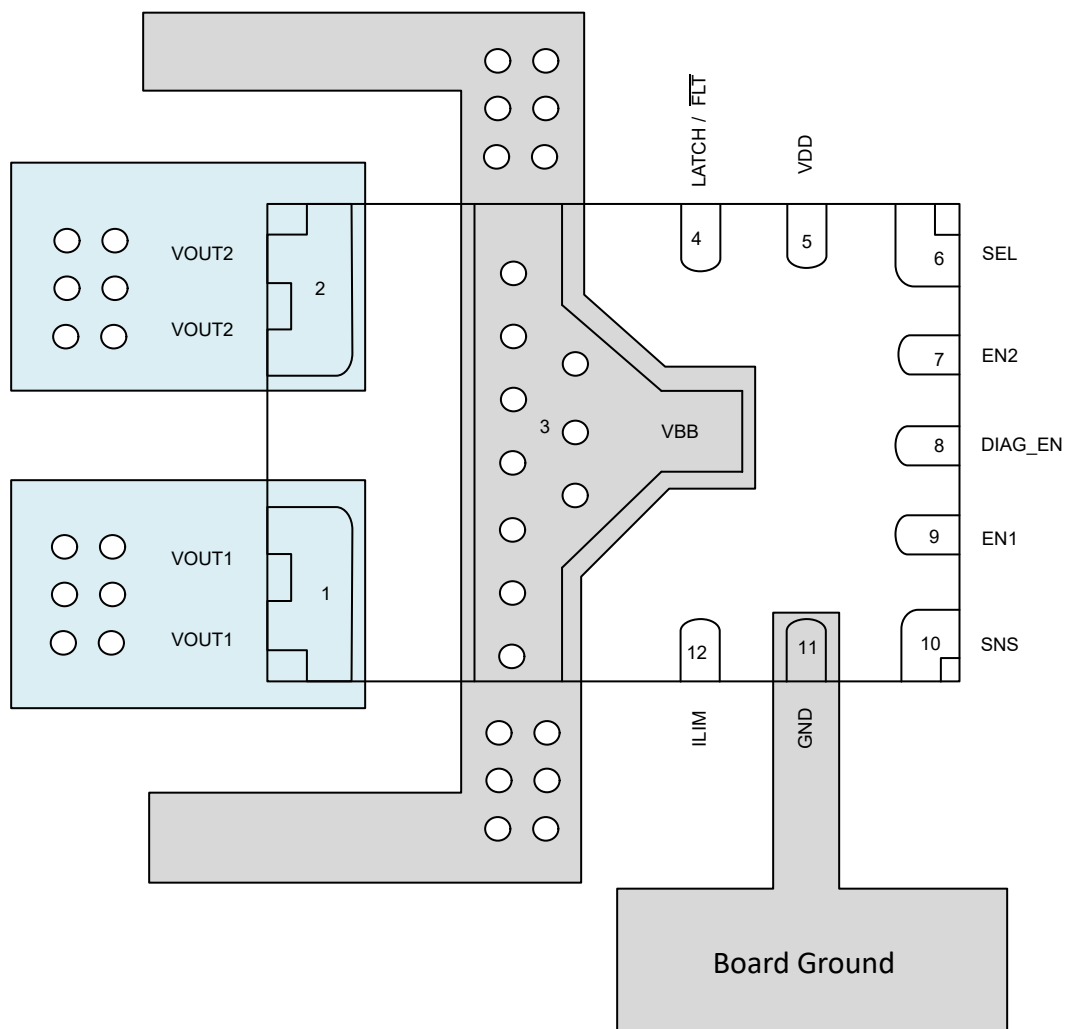 LATCH / FLT
VDD
4
5
6
SEL
VOUT2
2
VOUT2
7
EN2
3
VBB
8
DIAG_EN
9
EN1
VOUT1
1
VOUT1
12
11
10
SNS
ILIM
GND
Board Ground